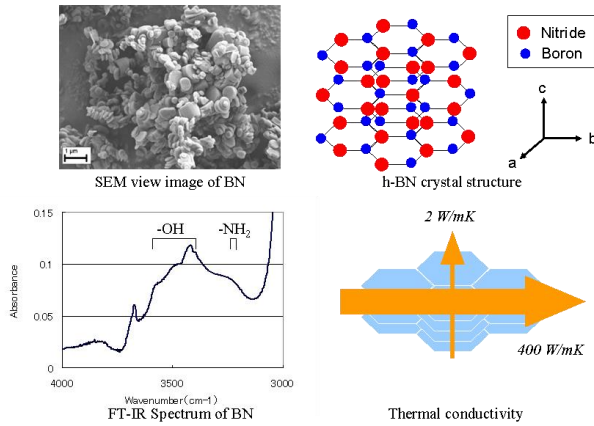 1 μm
SEM view image of BN
Nitride
Boron
c
b
a
h-BN crystal structure
0.15
-OH
-NH2
0.1
Absorbance
0.05
0
4000
3500
3000
Wavenumber(cm-1)
FT-IR Spectrum of BN
2 W/mK
400 W/mK
Thermal conductivity